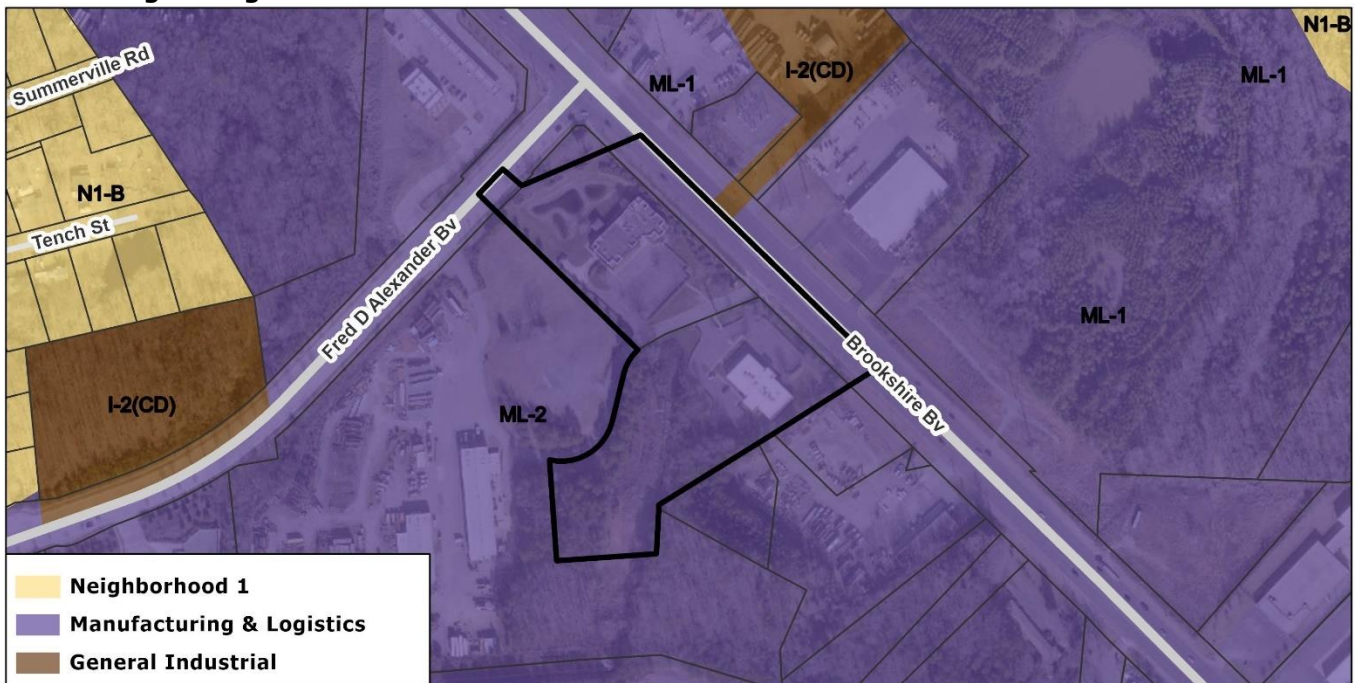 N1-B
Summerville Rd
ML-1
I-2(CD)
ML-1
N1-B
Tench St
Fred D Alexander Bv
ML-1
Brookshire Bv
I-2(CD)
ML-2
Neighborhood 1
Manufacturing & Logistics
General Industrial